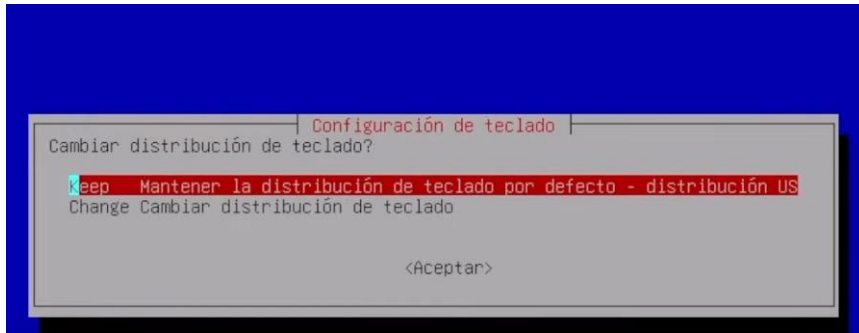 Configuración de teclado
Cambiar distribución de teclado?
Keep Mantener la distribución de teclado por defecto - distribución US
Change Cambiar distribución de teclado
<Aceptar>